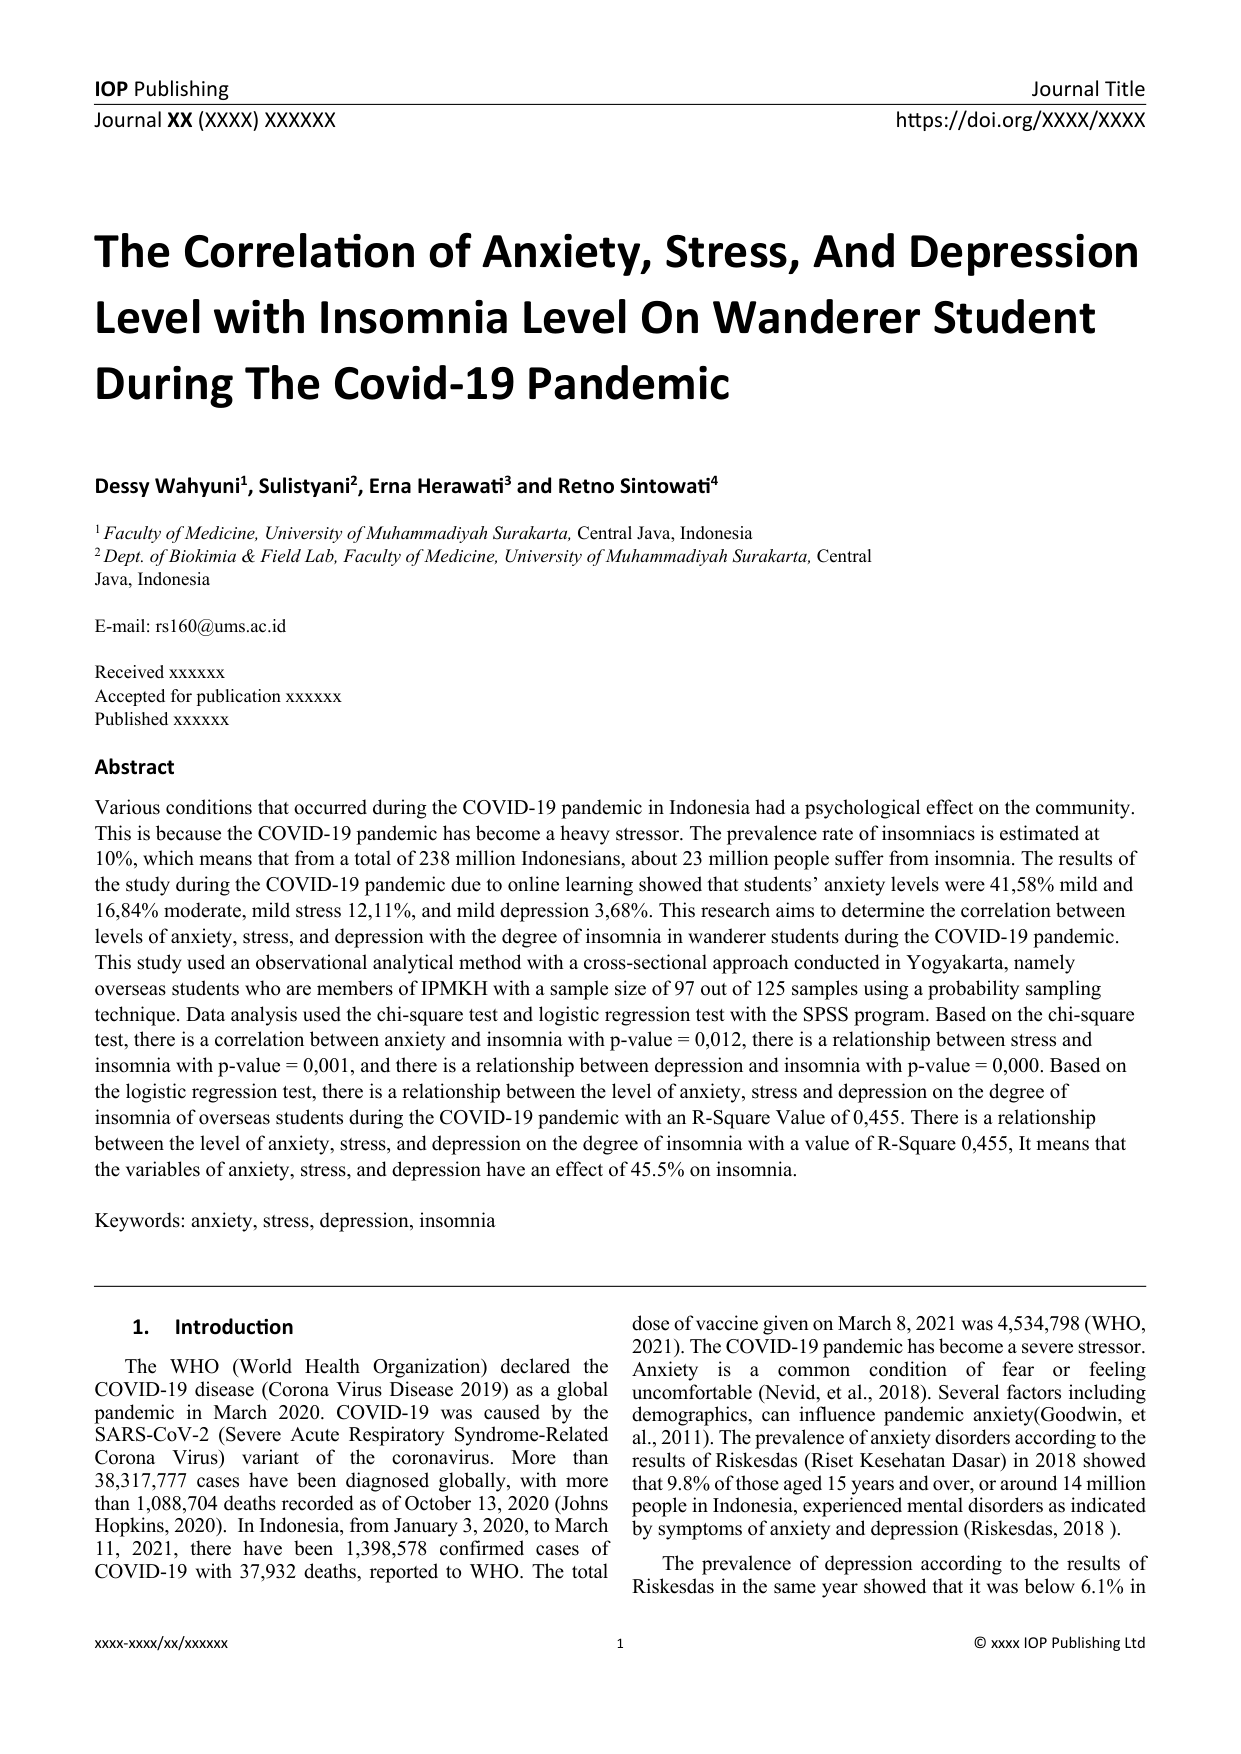 IOP Publishing Journal Title
Journal XX (XXXX) XXXXXX https://doi.org/XXXX/XXXX
The Correlation of Anxiety, Stress, And Depression
Level with Insomnia Level On Wanderer Student
During The Covid-19 Pandemic
Dessy Wahyuni1, Sulistyani2, Erna Herawati3 and Retno Sintowati4
1 Faculty of Medicine, University of Muhammadiyah Surakarta, Central Java, Indonesia
2 Dept. of Biokimia & Field Lab, Faculty of Medicine, University of Muhammadiyah Surakarta, Central
Java, Indonesia
E-mail: rs160@ums.ac.id
Received xxxxxx
Accepted for publication xxxxxx
Published xxxxxx
Abstract
Various conditions that occurred during the COVID-19 pandemic in Indonesia had a psychological effect on the community.
This is because the COVID-19 pandemic has become a heavy stressor. The prevalence rate of insomniacs is estimated at
10%, which means that from a total of 238 million Indonesians, about 23 million people suffer from insomnia. The results of
the study during the COVID-19 pandemic due to online learning showed that students’ anxiety levels were 41,58% mild and
16,84% moderate, mild stress 12,11%, and mild depression 3,68%. This research aims to determine the correlation between
levels of anxiety, stress, and depression with the degree of insomnia in wanderer students during the COVID-19 pandemic.
This study used an observational analytical method with a cross-sectional approach conducted in Yogyakarta, namely
overseas students who are members of IPMKH with a sample size of 97 out of 125 samples using a probability sampling
technique. Data analysis used the chi-square test and logistic regression test with the SPSS program. Based on the chi-square
test, there is a correlation between anxiety and insomnia with p-value = 0,012, there is a relationship between stress and
insomnia with p-value = 0,001, and there is a relationship between depression and insomnia with p-value = 0,000. Based on
the logistic regression test, there is a relationship between the level of anxiety, stress and depression on the degree of
insomnia of overseas students during the COVID-19 pandemic with an R-Square Value of 0,455. There is a relationship
between the level of anxiety, stress, and depression on the degree of insomnia with a value of R-Square 0,455, It means that
the variables of anxiety, stress, and depression have an effect of 45.5% on insomnia.
Keywords: anxiety, stress, depression, insomnia
1. Introduction
The WHO (World Health Organization) declared the
COVID-19 disease (Corona Virus Disease 2019) as a global
pandemic in March 2020. COVID-19 was caused by the
SARS-CoV-2 (Severe Acute Respiratory Syndrome-Related
Corona Virus) variant of the coronavirus. More than
38,317,777 cases have been diagnosed globally, with more
than 1,088,704 deaths recorded as of October 13, 2020 (Johns
Hopkins, 2020). In Indonesia, from January 3, 2020, to March
11, 2021, there have been 1,398,578 confirmed cases of
COVID-19 with 37,932 deaths, reported to WHO. The total
dose of vaccine given on March 8, 2021 was 4,534,798 (WHO,
2021). The COVID-19 pandemic has become a severe stressor.
Anxiety is a common condition of fear or feeling
uncomfortable (Nevid, et al., 2018). Several factors including
demographics, can influence pandemic anxiety(Goodwin, et
al., 2011). The prevalence of anxiety disorders according to the
results of Riskesdas (Riset Kesehatan Dasar) in 2018 showed
that 9.8% of those aged 15 years and over, or around 14 million
people in Indonesia, experienced mental disorders as indicated
by symptoms of anxiety and depression (Riskesdas, 2018 ).
The prevalence of depression according to the results of
Riskesdas in the same year showed that it was below 6.1% in
xxxx-xxxx/xx/xxxxxx 1 © xxxx IOP Publishing Ltd